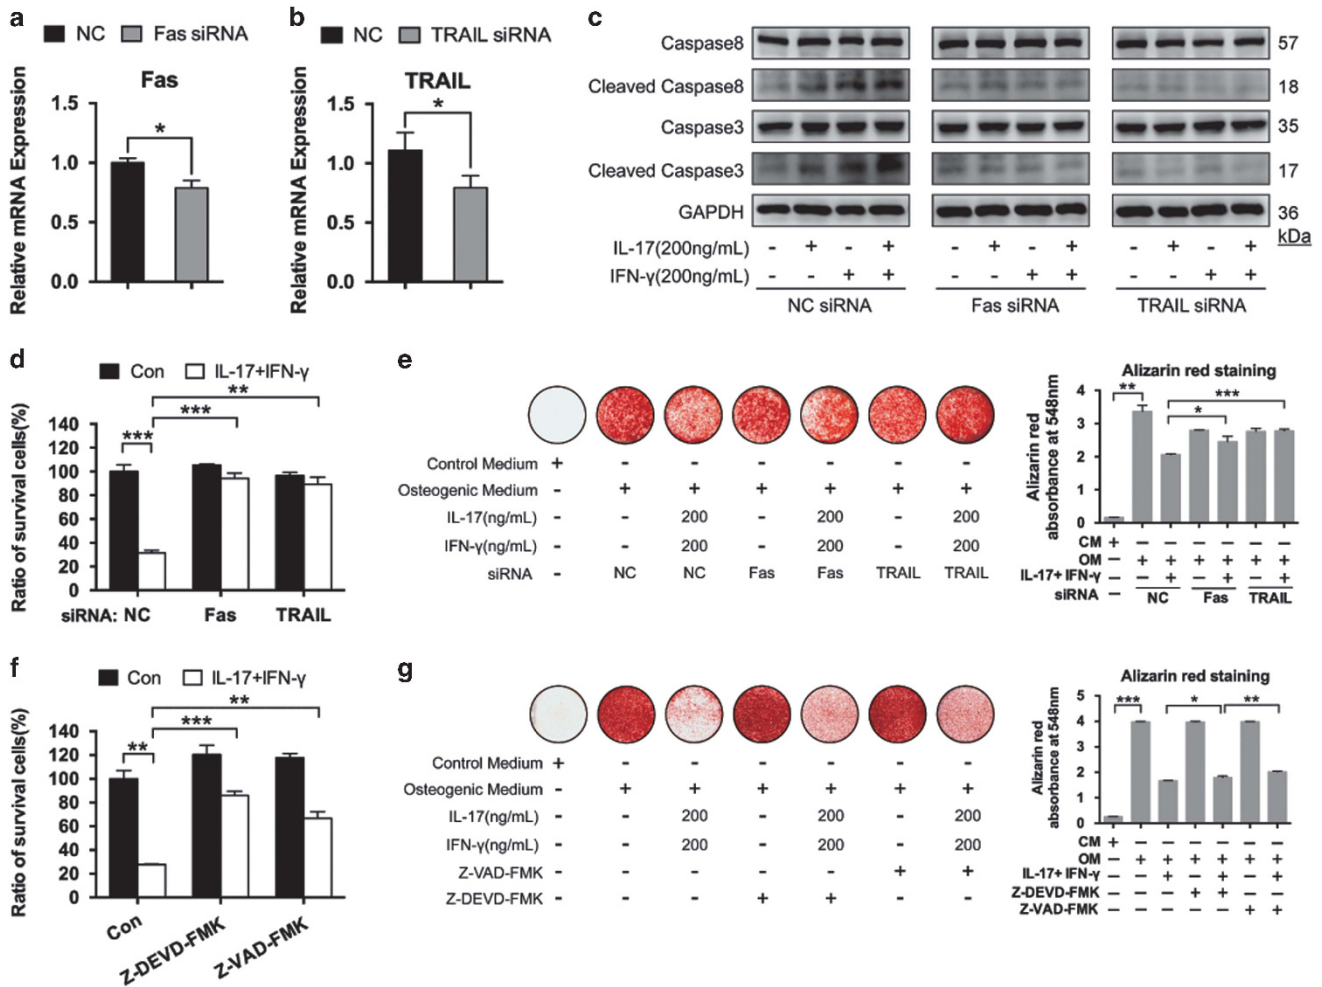 a
NC Fas siRNA
Fas
Relative mRNA Expression
1.5
1.0
0.5
0.0
*
b
NC TRAIL siRNA
TRAIL
Relative mRNA Expression
1.5
1.0
0.5
0.0
*
c
Caspase8 57
Cleaved Caspase8 18
Caspase3 35
Cleaved Caspase3 17
GAPDH 36
kDa
IL-17(200ng/mL) - + - + - + - + - + - +
IFN-γ(200ng/mL) - - + + - - + + - - + +
NC siRNA Fas siRNA TRAIL siRNA
d
Con IL-17+IFN-γ
Ratio of survival cells(%)
140
120
100
80
60
40
20
0
**
***
***
siRNA: NC Fas TRAIL
e
Control Medium + - - - - - -
Osteogenic Medium - + + + + + +
IL-17(ng/mL) - - 200 - 200 - 200
IFN-γ(ng/mL) - - 200 - 200 - 200
siRNA - NC NC Fas Fas TRAIL TRAIL
Alizarin red staining
Alizarin red
absorbance at 548nm
4
3
2
1
0
** *** *
CM + - - - - - -
OM - + + + + + +
IL-17+ IFN-γ - - + - + - +
siRNA - NC Fas TRAIL
f
Con IL-17+IFN-γ
Ratio of survival cells(%)
140
120
100
80
60
40
20
0
**
***
**
Con Z-DEVD-FMK Z-VAD-FMK
g
Control Medium + - - - - - -
Osteogenic Medium - + + + + + +
IL-17(ng/mL) - - 200 - 200 - 200
IFN-γ(ng/mL) - - 200 - 200 - 200
Z-VAD-FMK - - - - - + +
Z-DEVD-FMK - - - + + - -
Alizarin red staining
Alizarin red
absorbance at 548nm
5
4
3
2
1
0
*** * **
CM + - - - - - -
OM - + + + + + +
IL-17+ IFN-γ - - + - + - +
Z-DEVD-FMK - - - + + - -
Z-VAD-FMK - - - - - + +